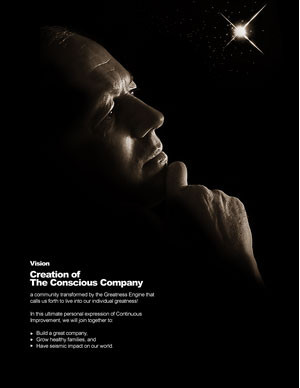 Vision
Creation of
The Conscious Company
a community transformed by the Greatness Engine that
calls us forth to live into our individual greatness!
In this ultimate personal expression of Continuous
Improvement, we will join together to:
• Build a great company,
• Grow healthy families, and
• Have seismic impact on our world.